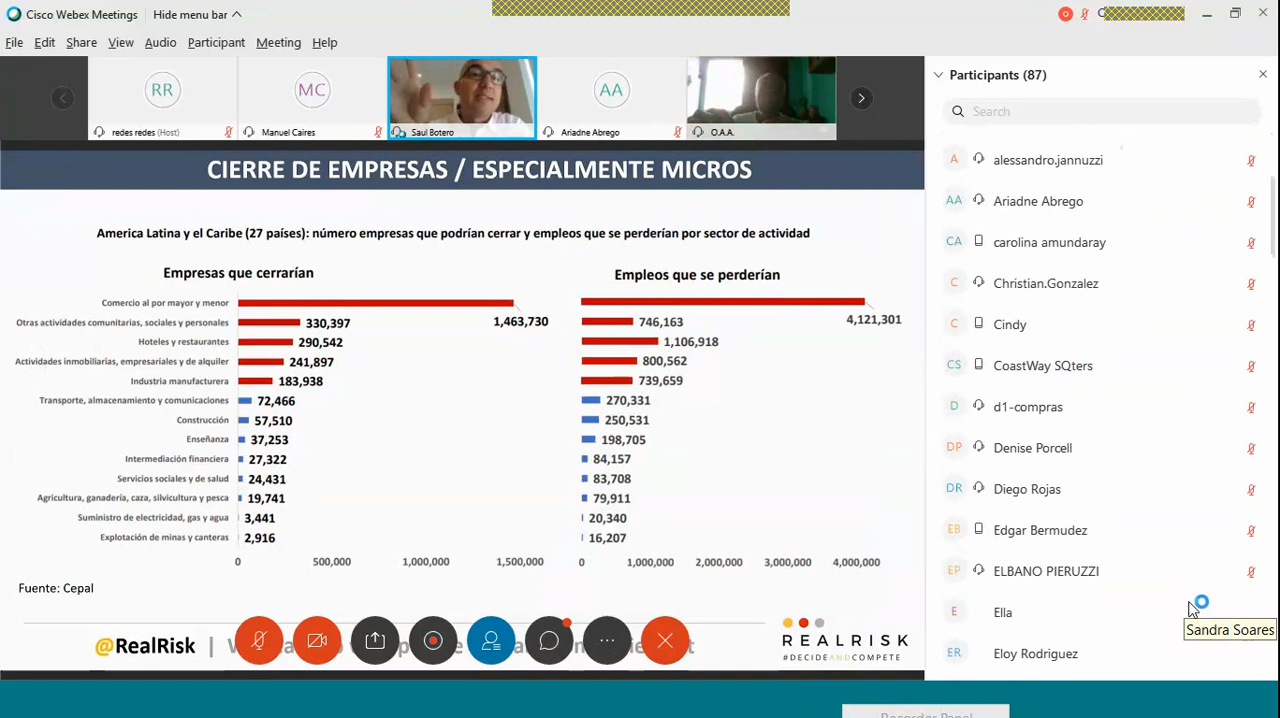 Cisco Webex Meetings Hide menu bar
File Edit Share View Audio Participant Meeting Help
RR MC AA
redes redes (Host) Manuel Caires Saul Botero Ariadne Abrego O.A.A.
CIERRE DE EMPRESAS / ESPECIALMENTE MICROS
America Latina y el Caribe (27 países): número empresas que podrían cerrar y empleos que se perderían por sector de actividad
Empresas que cerrarían Empleos que se perderían
Comercio al por mayor y menor 1,463,730 4,121,301
Otras actividades comunitarias, sociales y personales 330,397 746,163
Hoteles y restaurantes 290,542 1,106,918
Actividades inmobiliarias, empresariales y de alquiler 241,897 800,562
Industria manufacturera 183,938 739,659
Transporte, almacenamiento y comunicaciones 72,466 270,331
Construcción 57,510 250,531
Enseñanza 37,253 198,705
Intermediación financiera 27,322 84,157
Servicios sociales y de salud 24,431 83,708
Agricultura, ganadería, caza, silvicultura y pesca 19,741 79,911
Suministro de electricidad, gas y agua 3,441 20,340
Explotación de minas y canteras 2,916 16,207
0 500,000 1,000,000 1,500,000 0 1,000,000 2,000,000 3,000,000 4,000,000
Fuente: Cepal
@RealRisk
REALRISK
#DECIDEANDCOMPETE
Participants (87)
Search
A alessandro.jannuzzi
AA Ariadne Abrego
CA carolina amundaray
C Christian.Gonzalez
C Cindy
CS CoastWay SQters
D d1-compras
DP Denise Porcell
DR Diego Rojas
EB Edgar Bermudez
EP ELBANO PIERUZZI
E Ella
Sandra Soares
ER Eloy Rodriguez
Recorder Panel